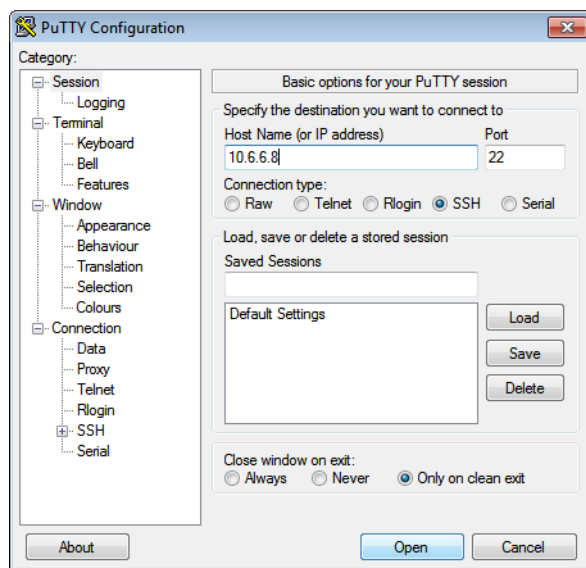 PuTTY Configuration
Category:
Session
Logging
Terminal
Keyboard
Bell
Features
Window
Appearance
Behaviour
Translation
Selection
Colours
Connection
Data
Proxy
Telnet
Rlogin
SSH
Serial
Basic options for your PuTTY session
Specify the destination you want to connect to
Host Name (or IP address) Port
10.6.6.8 22
Connection type:
Raw Telnet Rlogin SSH Serial
Load, save or delete a stored session
Saved Sessions
Default Settings
Load
Save
Delete
Close window on exit:
Always Never Only on clean exit
About Open Cancel